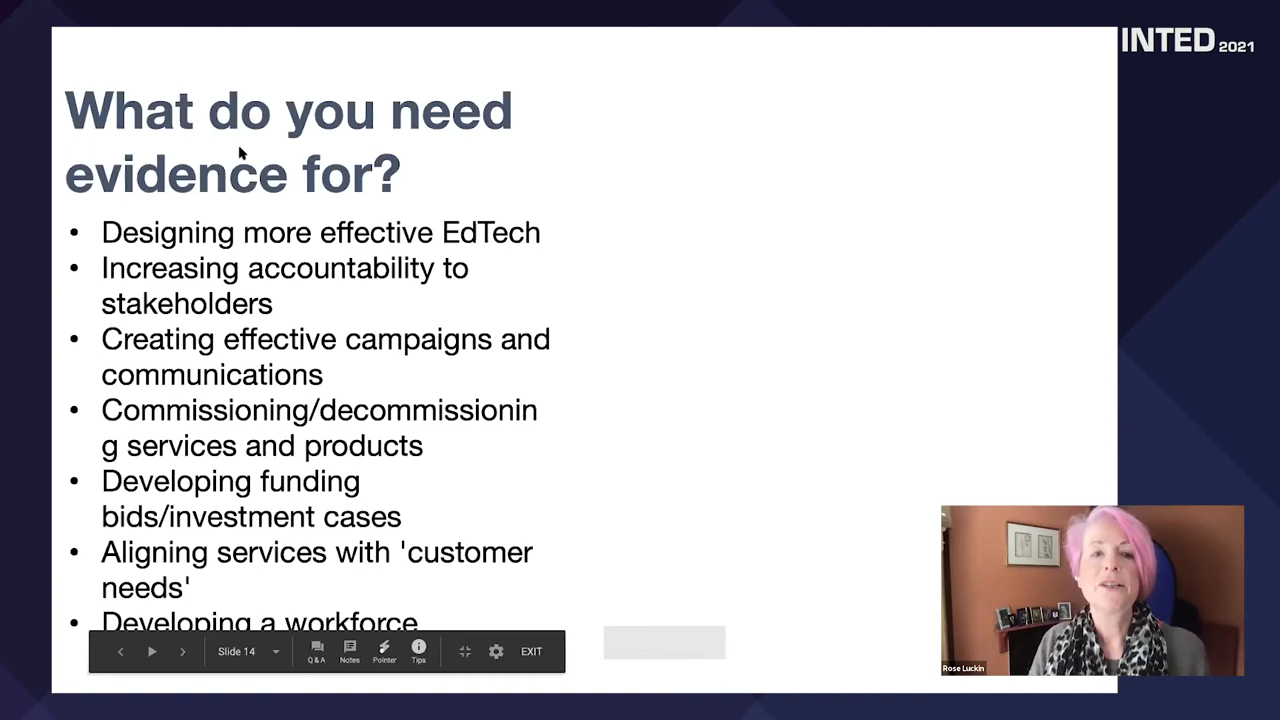 INTED 2021
What do you need
evidence for?
• Designing more effective EdTech
• Increasing accountability to
stakeholders
• Creating effective campaigns and
communications
• Commissioning/decommissionin
g services and products
• Developing funding
bids/investment cases
• Aligning services with 'customer
needs'
• Developing a workforce
Slide 14
Q & A
Notes
Pointer
Tips
EXIT
Rose Luckin